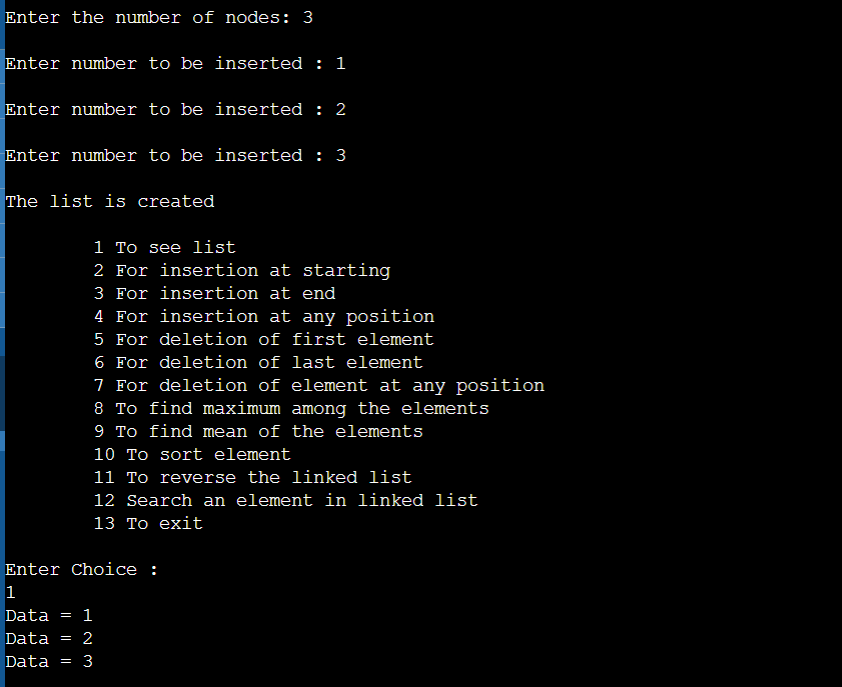 Enter the number of nodes: 3
Enter number to be inserted : 1
Enter number to be inserted : 2
Enter number to be inserted : 3
The list is created
1 To see list
2 For insertion at starting
3 For insertion at end
4 For insertion at any position
5 For deletion of first element
6 For deletion of last element
7 For deletion of element at any position
8 To find maximum among the elements
9 To find mean of the elements
10 To sort element
11 To reverse the linked list
12 Search an element in linked list
13 To exit
Enter Choice :
1
Data = 1
Data = 2
Data = 3